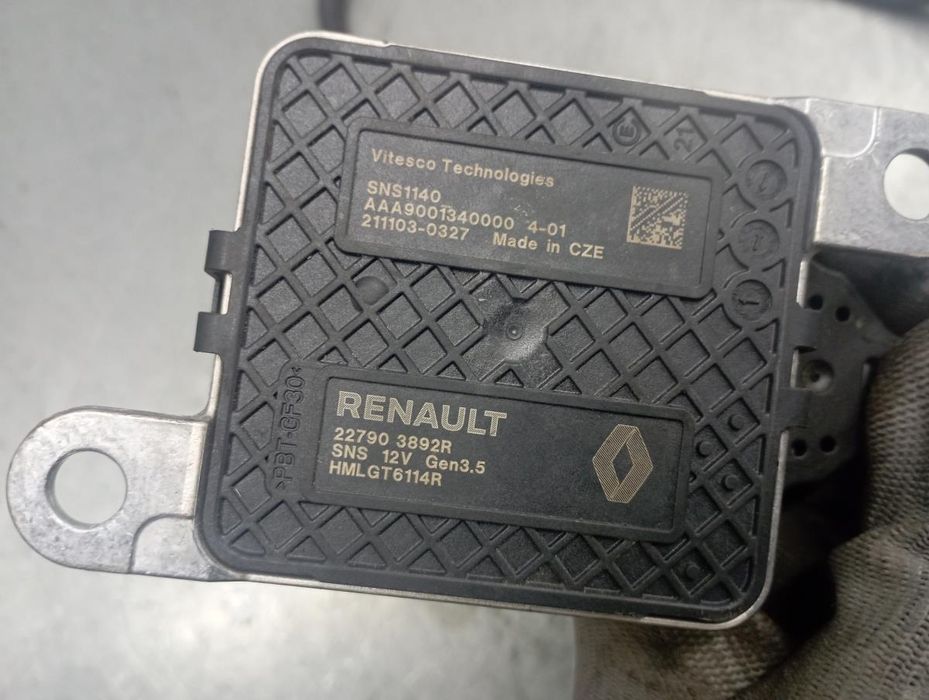 E
21
Vitesco Technologies
SNS1140
AAA9001340000 4-01
211103-0327 Made in CZE
>PBT-GF30<
RENAULT
22790 3892R
SNS 12V Gen3.5
HMLGT6114R